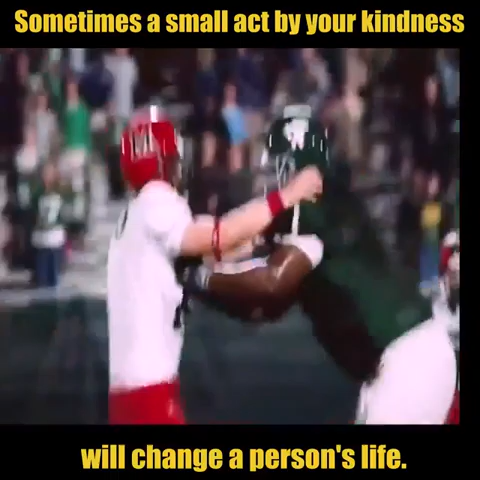 Sometimes a small act by your kindness
will change a person's life.